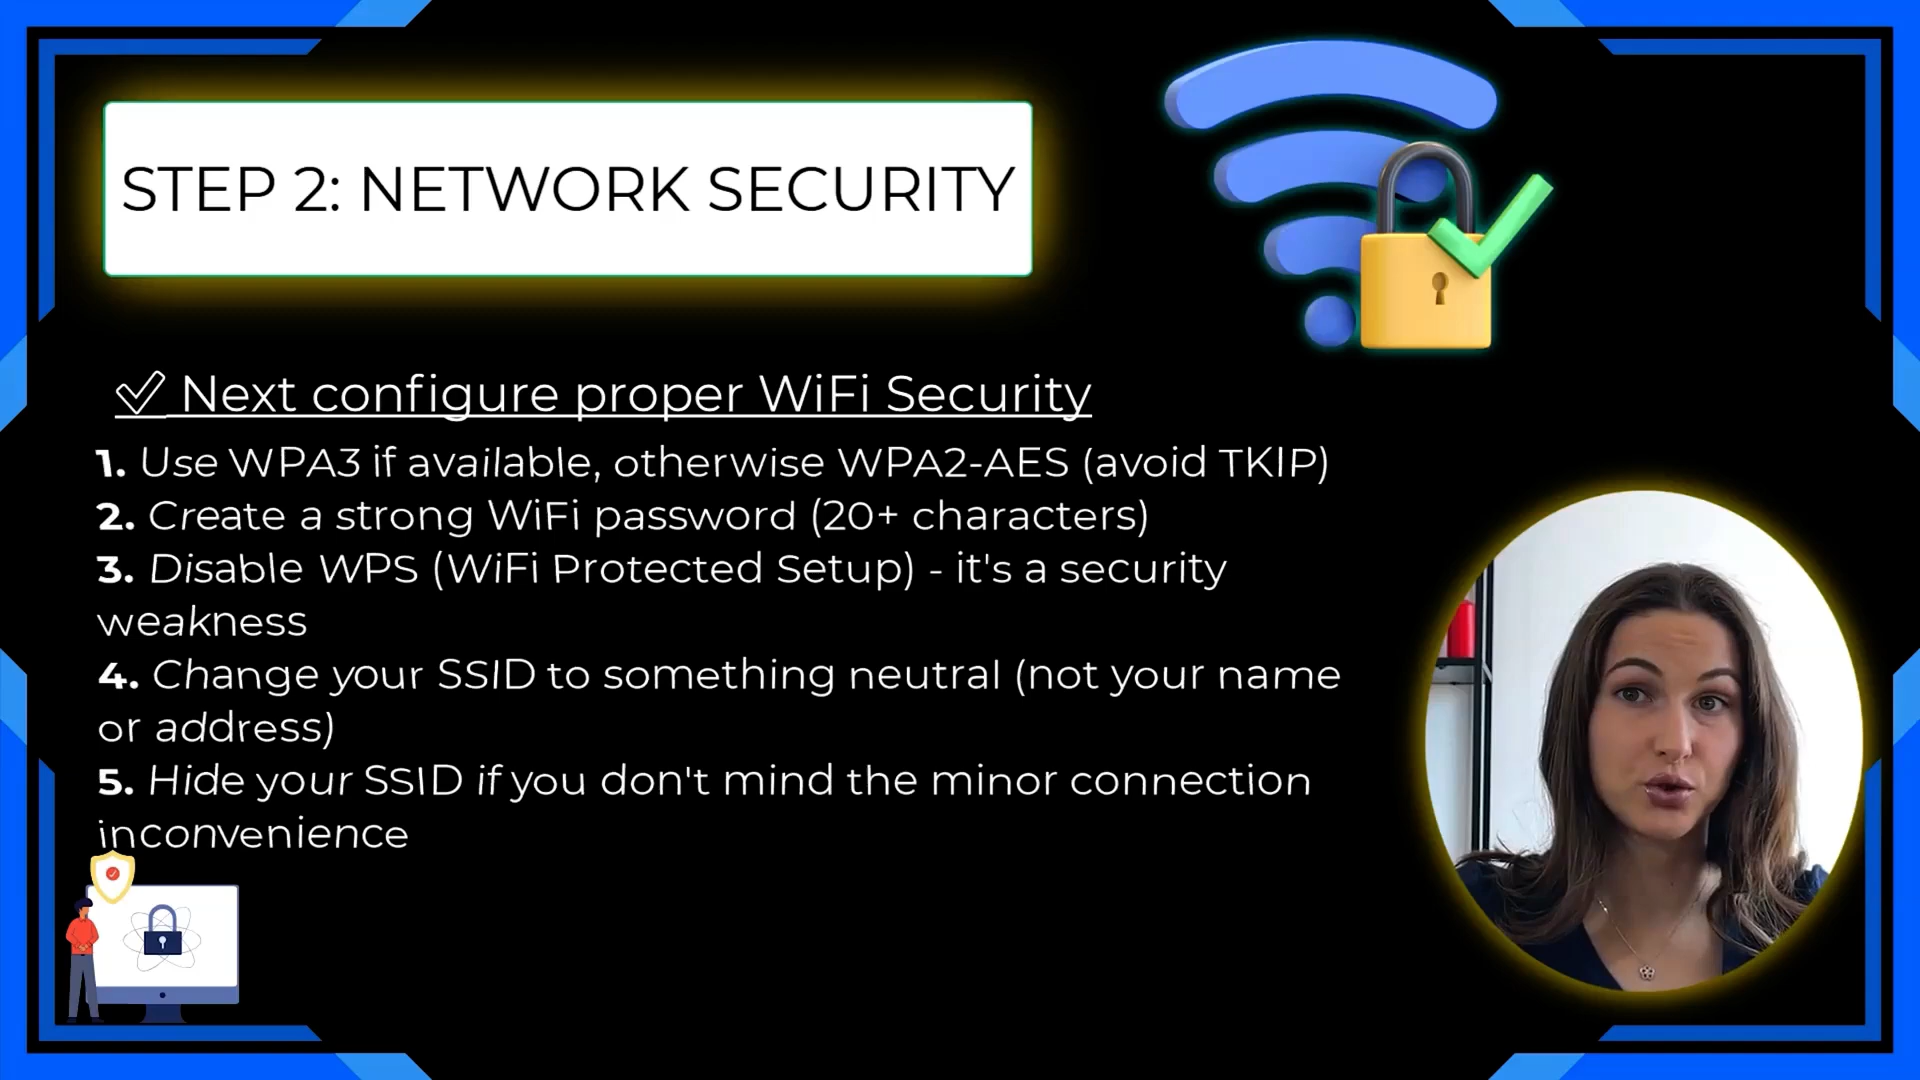 STEP 2: NETWORK SECURITY
✓ Next configure proper WiFi Security
1. Use WPA3 if available, otherwise WPA2-AES (avoid TKIP)
2. Create a strong WiFi password (20+ characters)
3. Disable WPS (WiFi Protected Setup) - it's a security
weakness
4. Change your SSID to something neutral (not your name
or address)
5. Hide your SSID if you don't mind the minor connection
inconvenience